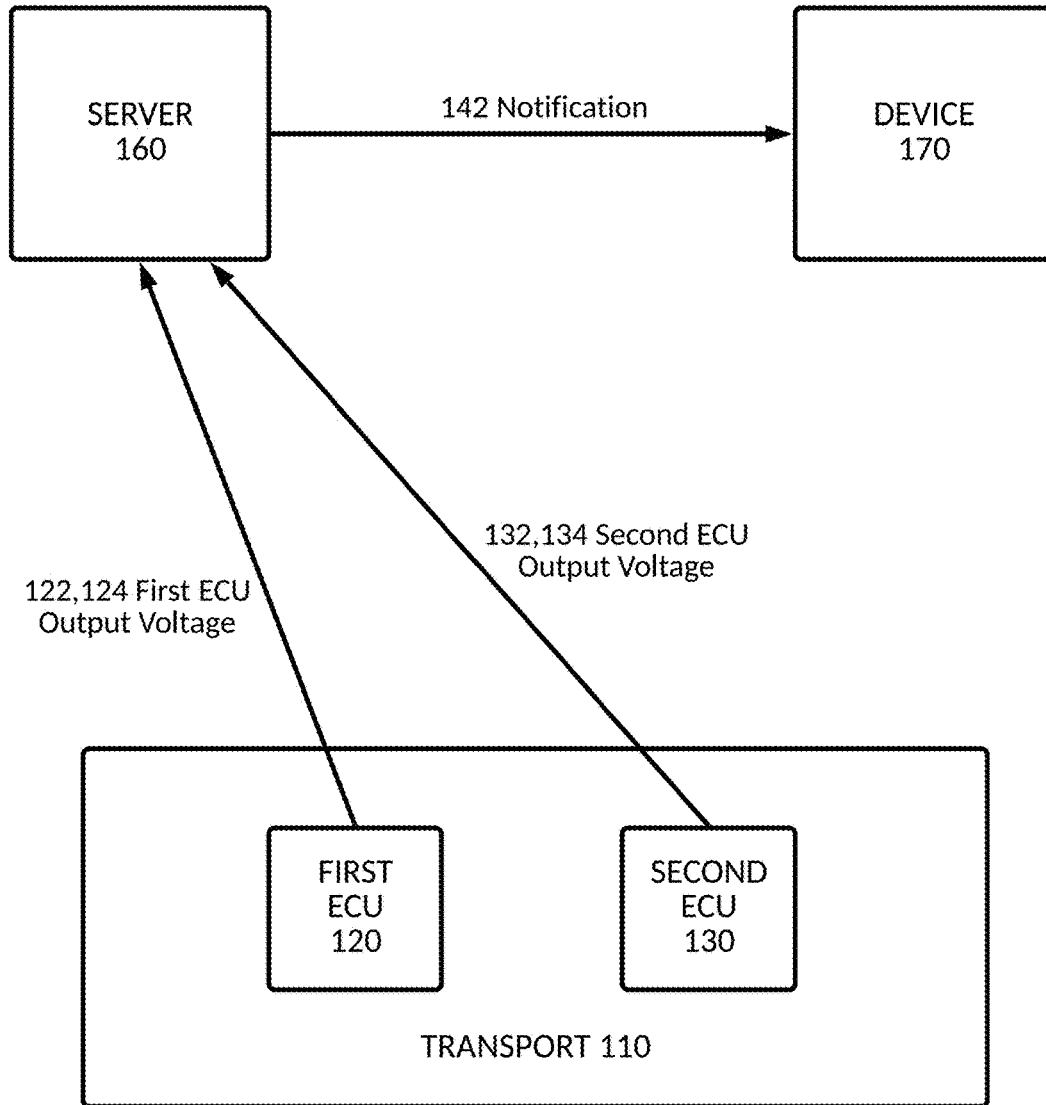 SERVER
160
142 Notification
DEVICE
170
132,134 Second ECU
Output Voltage
122,124 First ECU
Output Voltage
FIRST
ECU
120
SECOND
ECU
130
TRANSPORT 110